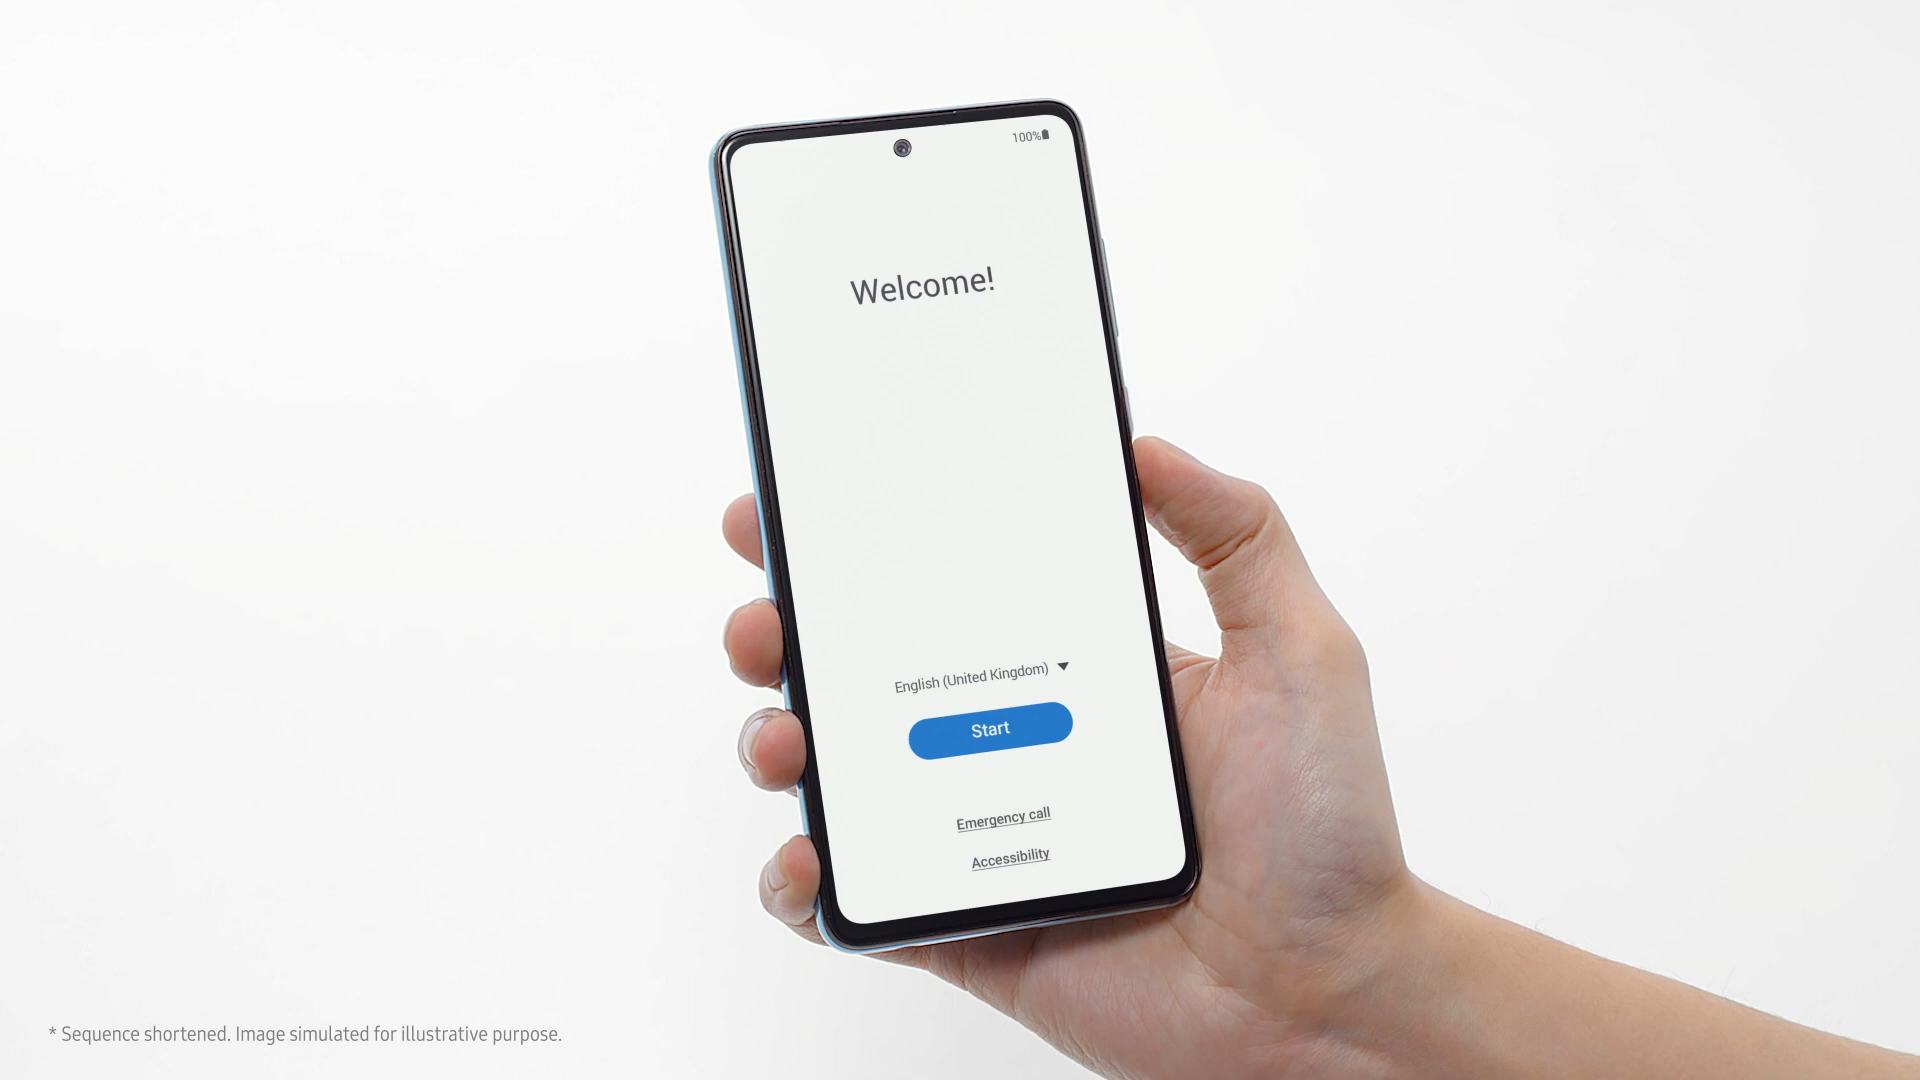 100%
Welcome!
English (United Kingdom)
Start
Emergency call
Accessibility
* Sequence shortened. Image simulated for illustrative purpose.